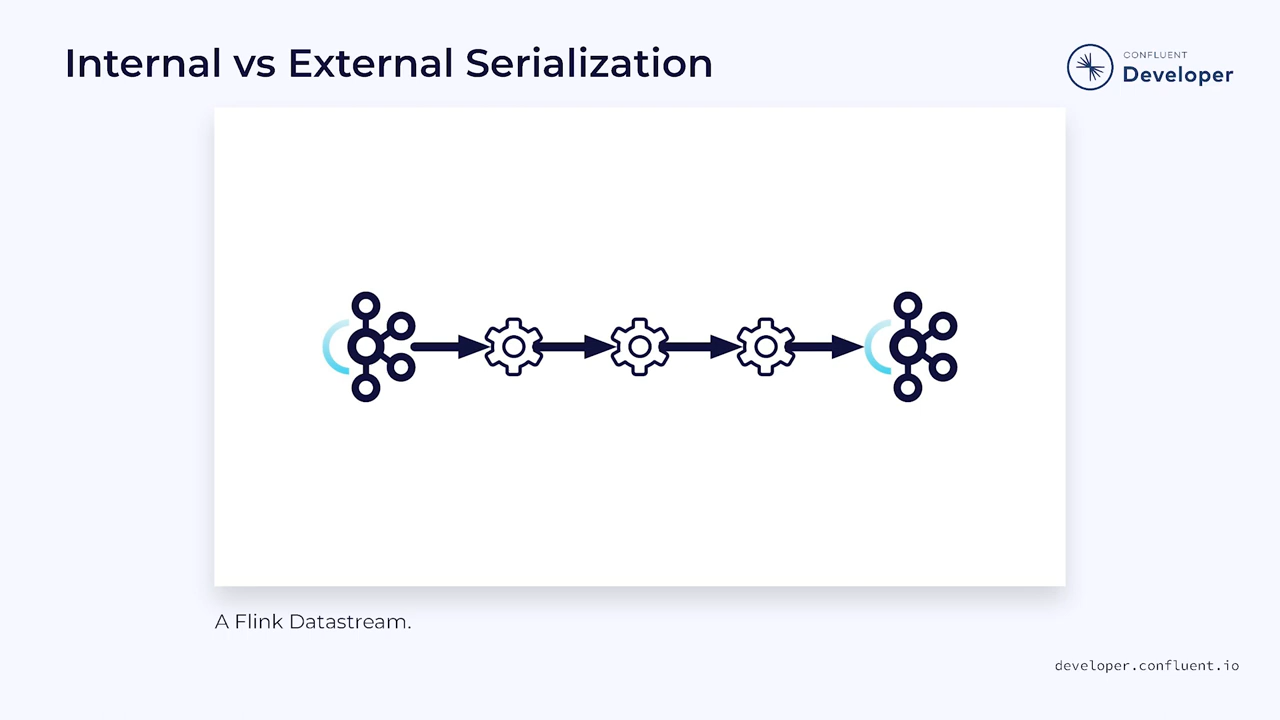 Internal vs External Serialization
CONFLUENT
Developer
A Flink Datastream.
developer.confluent.io